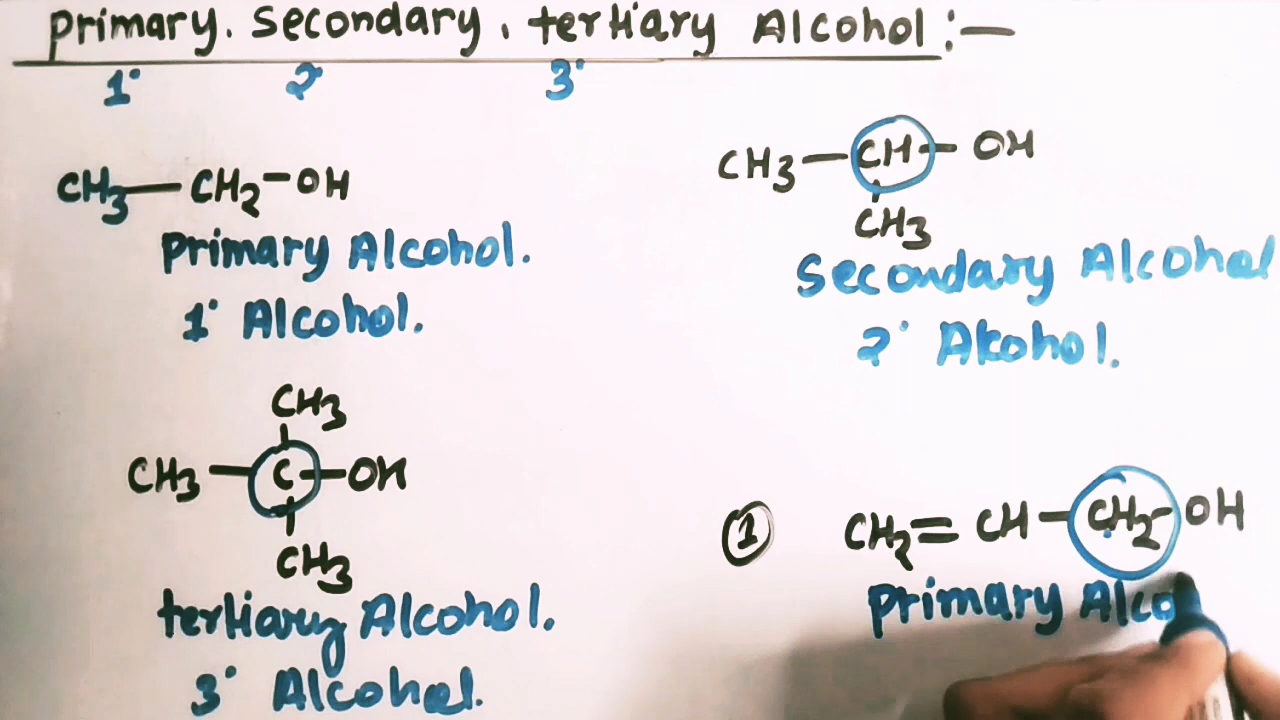 Primary. Secondary, tertiary Alcohol :—
1° 2° 3°
CH3—CH2—OH
Primary Alcohol.
1° Alcohol.
CH3—CH—OH
CH3
Secondary Alcohol
2° Alcohol.
CH3
CH3—C—OH
CH3
tertiary Alcohol.
3° Alcohol.
① CH2=CH—CH2—OH
Primary Alco